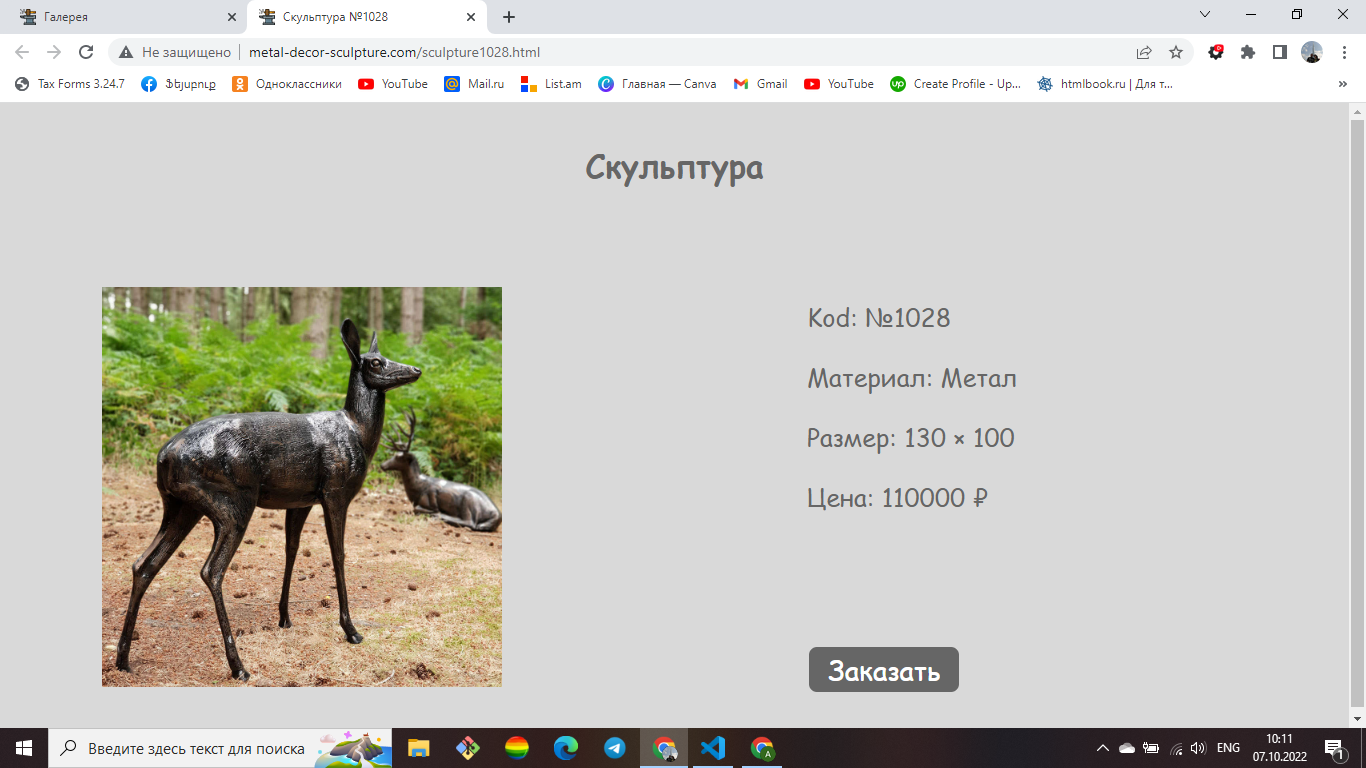 Галерея
Скульптура №1028
Не защищено
metal-decor-sculpture.com/sculpture1028.html
Tax Forms 3.24.7
Ֆեյսբուք
Одноклассники
YouTube
Mail.ru
List.am
Главная — Canva
Gmail
YouTube
up Create Profile - Up...
htmlbook.ru | Для т...
Скульптура
Kod: №1028
Материал: Метал
Размер: 130 × 100
Цена: 110000 ₽
Заказать
Введите здесь текст для поиска
A
ENG
10:11
07.10.2022
1